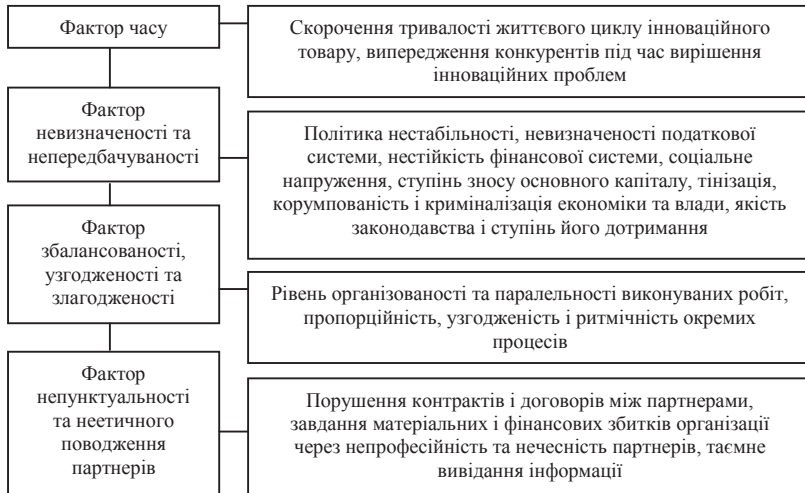 Фактор часу
Скорочення тривалості життєвого циклу інноваційного
товару, випередження конкурентів під час вирішення
інноваційних проблем
Фактор
невизначеності та
непередбачуваності
Політика нестабільності, невизначеності податкової
системи, нестійкість фінансової системи, соціальне
напруження, ступінь зносу основного капіталу, тінізація,
корумпованість і криміналізація економіки та влади, якість
законодавства і ступінь його дотримання
Фактор
збалансованості,
узгодженості та
злагодженості
Рівень організованості та паралельності виконуваних робіт,
пропорційність, узгодженість і ритмічність окремих
процесів
Фактор
непунктуальності
та неетичного
поводження
партнерів
Порушення контрактів і договорів між партнерами,
завдання матеріальних і фінансових збитків організації
через непрофесійність та нечесність партнерів, таємне
вивідання інформації